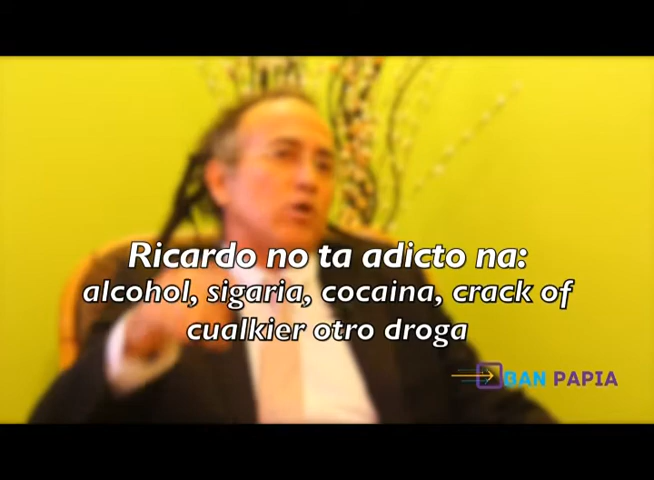 Ricardo no ta adicto na:
alcohol, sigaria, cocaina, crack of
cualkier otro droga
BAN PAPIA